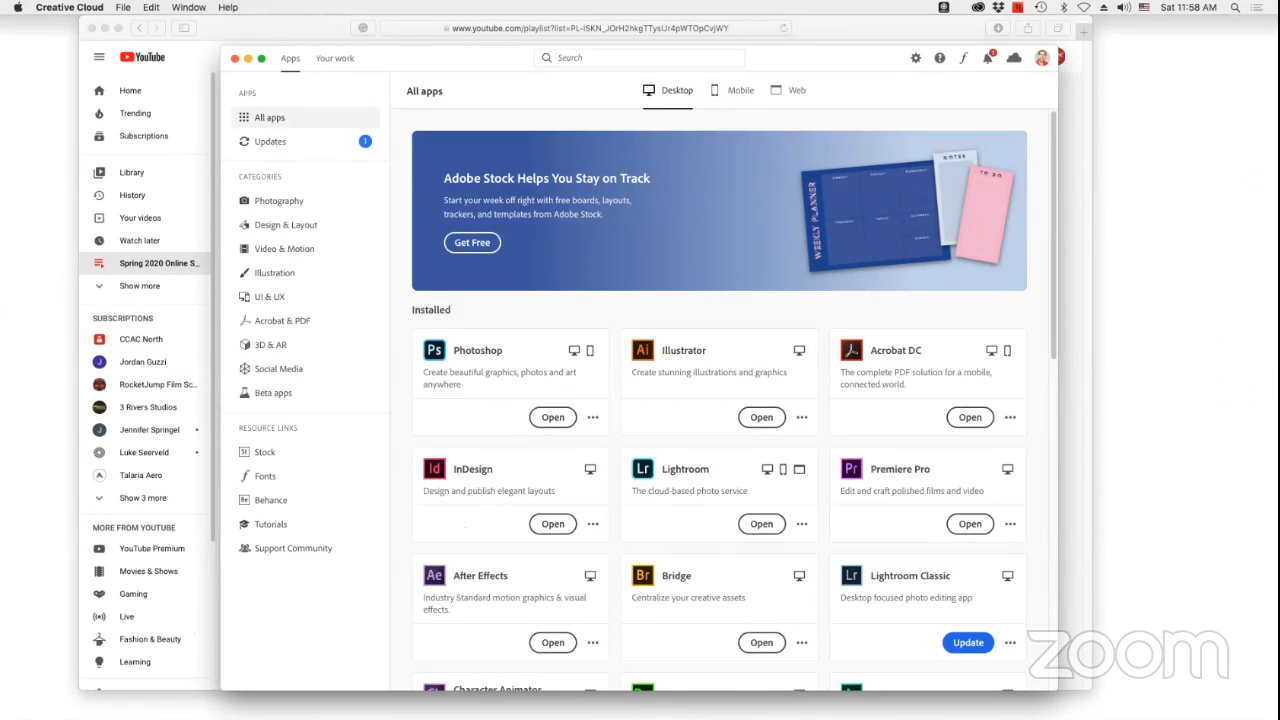 Creative Cloud File Edit Window Help
Sat 11:58 AM
www.youtube.com/playlist?list=PL-iSKN_jOrH2hkgTTysUr4pWTOpCvjWY
YouTube
Home
Trending
Subscriptions
Library
History
Your videos
Watch later
Spring 2020 Online S...
Show more
SUBSCRIPTIONS
CCAC North
Jordan Guzzi
RocketJump Film Sc...
3 Rivers Studios
Jennifer Springel
Luke Seerveld
Talaria Aero
Show 3 more
MORE FROM YOUTUBE
YouTube Premium
Movies & Shows
Gaming
Live
Fashion & Beauty
Learning
Apps Your work
Search
1
APPS
All apps
Updates 1
CATEGORIES
Photography
Design & Layout
Video & Motion
Illustration
UI & UX
Acrobat & PDF
3D & AR
Social Media
Beta apps
RESOURCE LINKS
St Stock
Fonts
Be Behance
Tutorials
Support Community
All apps
Desktop Mobile Web
Adobe Stock Helps You Stay on Track
Start your week off right with free boards, layouts,
trackers, and templates from Adobe Stock.
Get Free
WEEKLY PLANNER
NOTES
TO DO
Installed
Ps Photoshop
Create beautiful graphics, photos and art
anywhere
Open
Ai Illustrator
Create stunning illustrations and graphics
Open
Acrobat DC
The complete PDF solution for a mobile,
connected world.
Open
Id InDesign
Design and publish elegant layouts
Open
Lr Lightroom
The cloud-based photo service
Open
Pr Premiere Pro
Edit and craft polished films and video
Open
Ae After Effects
Industry Standard motion graphics & visual
effects.
Open
Br Bridge
Centralize your creative assets
Open
Lr Lightroom Classic
Desktop focused photo editing app
Update
Character Animator
zoom